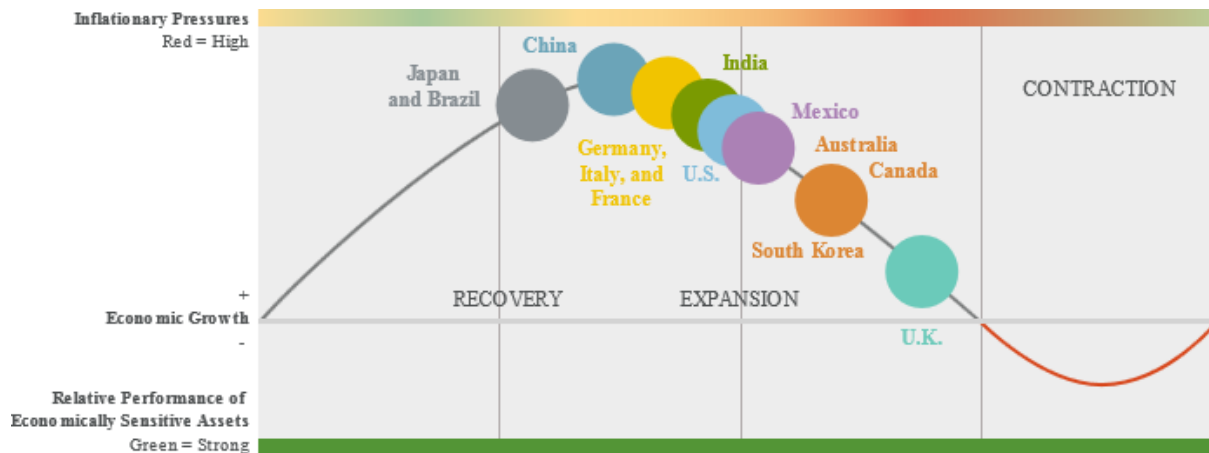 Inflationary Pressures
Red = High
China
India
Japan
and Brazil
CONTRACTION
Mexico
Germany,
Italy, and
France
U.S.
Australia
Canada
South Korea
+
RECOVERY
EXPANSION
Economic Growth
-
U.K.
Relative Performance of
Economically Sensitive Assets
Green = Strong